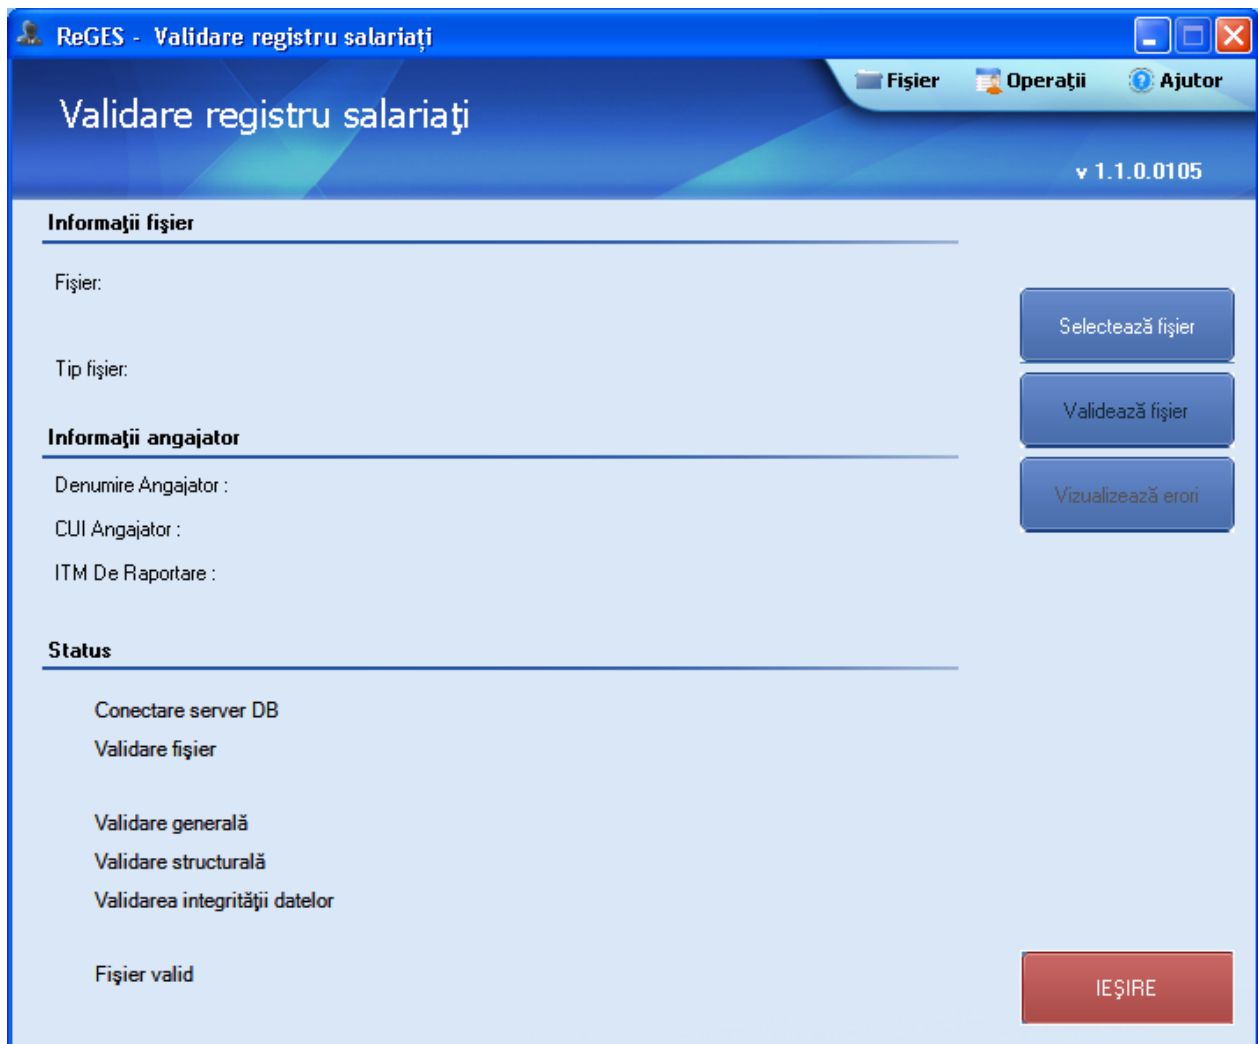 ReGES - Validare registru salariați
Fişier Operaţii Ajutor
Validare registru salariaţi
v 1.1.0.0105
Informaţii fişier
Fişier:
Selectează fişier
Tip fişier:
Validează fişier
Informaţii angajator
Denumire Angajator :
Vizualizează erori
CUI Angajator :
ITM De Raportare :
Status
Conectare server DB
Validare fişier
Validare generală
Validare structurală
Validarea integrităţii datelor
Fişier valid
IEŞIRE